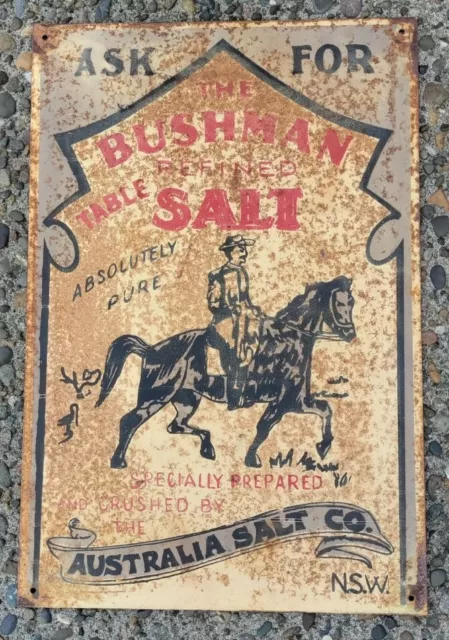 ASK FOR
THE
BUSHMAN
REFINED
TABLE SALT
ABSOLUTELY
PURE
SPECIALLY PREPARED
AND CRUSHED BY
THE
AUSTRALIA SALT CO.
N.S.W.